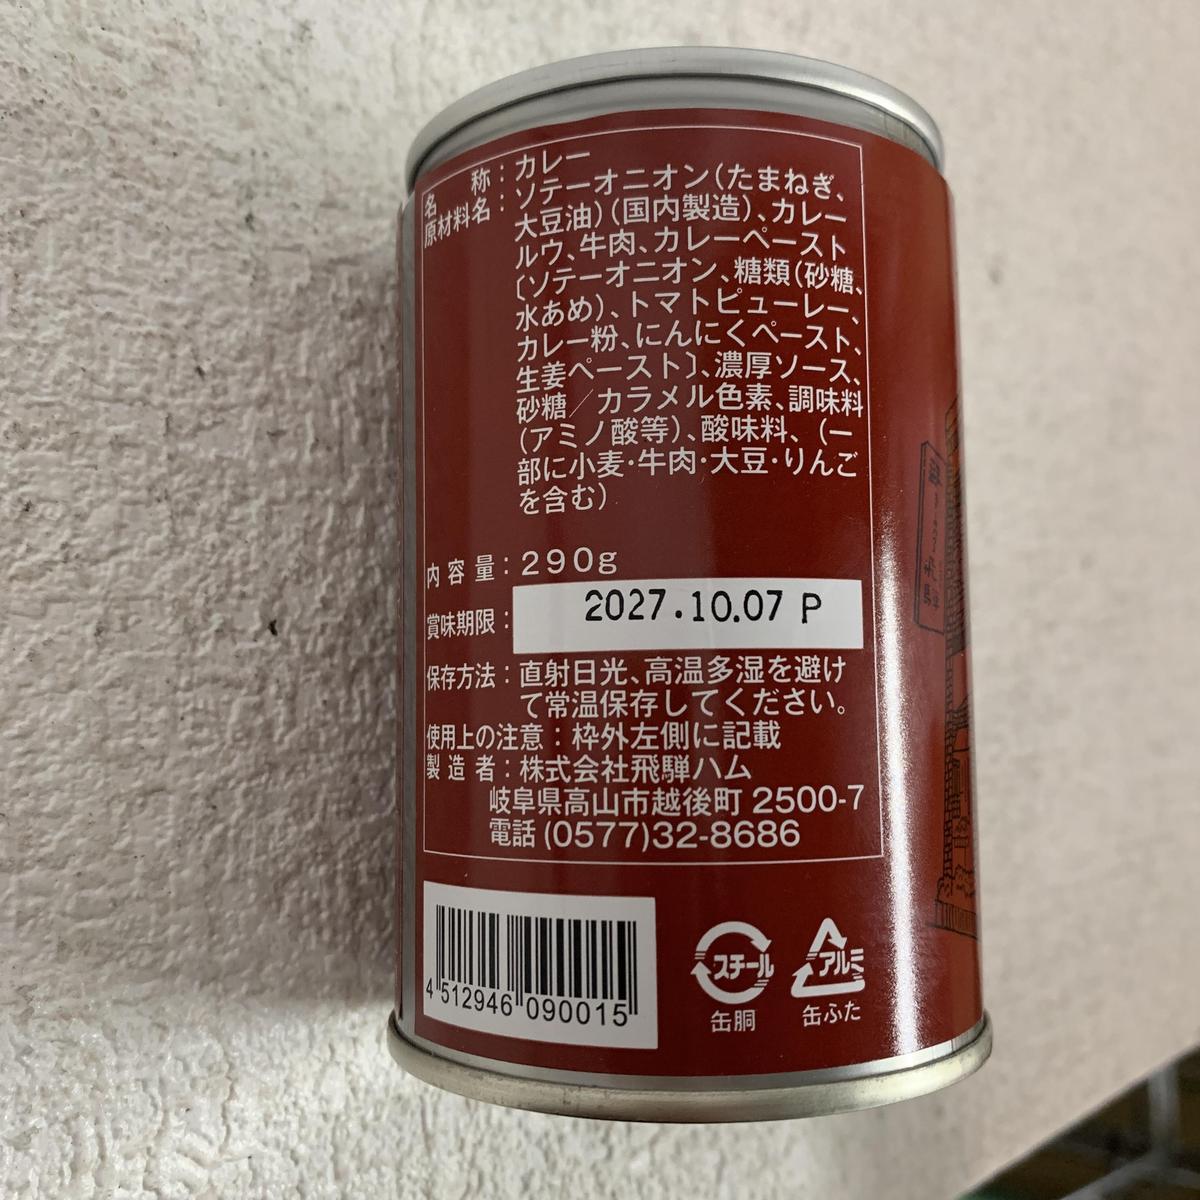 名称：カレー
原材料名：ソテーオニオン（たまねぎ、
大豆油）（国内製造）、カレー
ルウ、牛肉、カレーペースト
〔ソテーオニオン、糖類（砂糖、
水あめ）、トマトピューレー、
カレー粉、にんにくペースト、
生姜ペースト〕、濃厚ソース、
砂糖／カラメル色素、調味料
（アミノ酸等）、酸味料、（一
部に小麦・牛肉・大豆・りんご
を含む）
内容量：290g
賞味期限：2027.10.07 P
保存方法：直射日光、高温多湿を避け
て常温保存してください。
使用上の注意：枠外左側に記載
製造者：株式会社飛騨ハム
岐阜県高山市越後町 2500-7
電話 (0577)32-8686
4 512946 090015
スチール
缶胴
アルミ
缶ふた